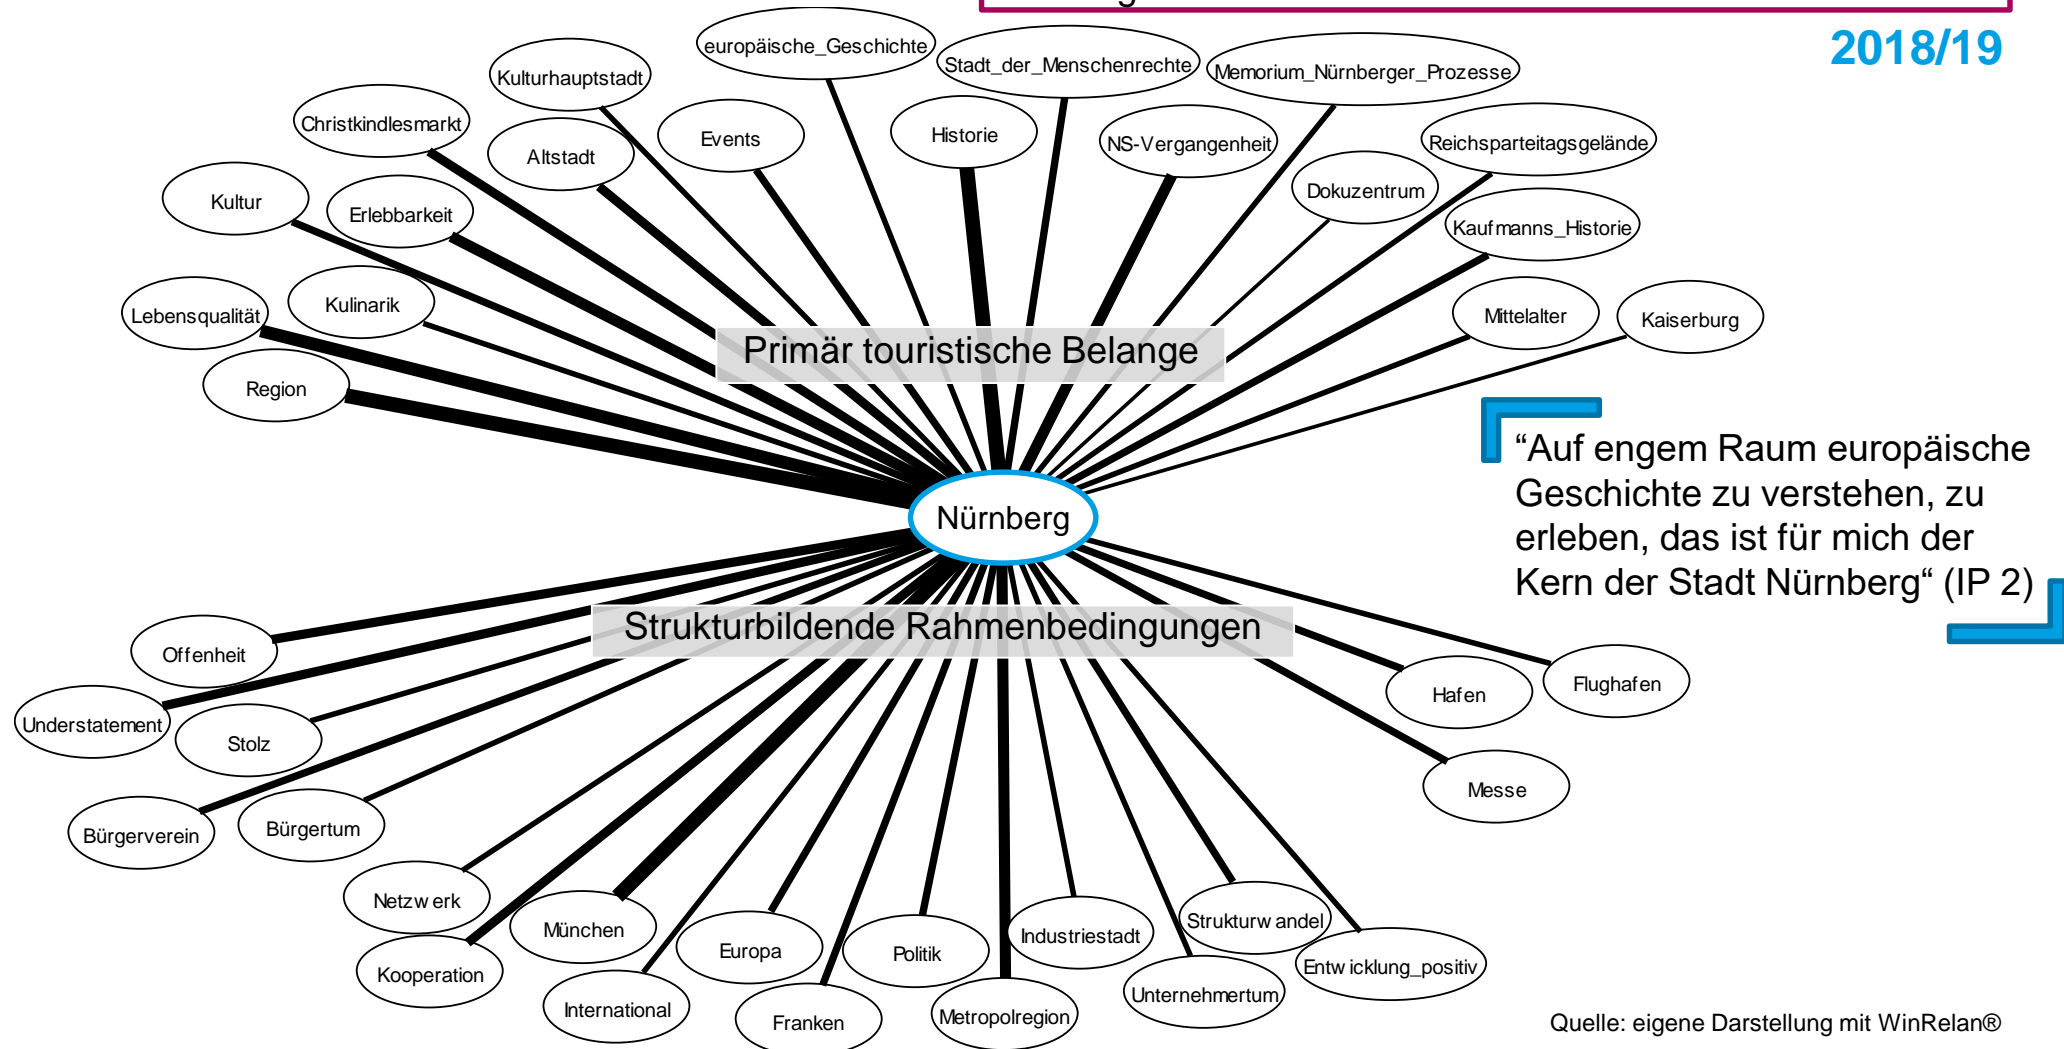 2018/19
europäische_Geschichte
Stadt_der_Menschenrechte
Memorium_Nürnberger_Prozesse
Kulturhauptstadt
Christkindlesmarkt
Events
Historie
NS-Vergangenheit
Reichsparteitagsgelände
Altstadt
Dokuzentrum
Kultur
Erlebbarkeit
Kaufmanns_Historie
Kulinarik
Lebensqualität
Mittelalter
Kaiserburg
Primär touristische Belange
Region
“Auf engem Raum europäische
Geschichte zu verstehen, zu
erleben, das ist für mich der
Kern der Stadt Nürnberg“ (IP 2)
Nürnberg
Strukturbildende Rahmenbedingungen
Offenheit
Flughafen
Hafen
Understatement
Stolz
Messe
Bürgerverein
Bürgertum
Netzwerk
München
Industriestadt
Strukturwandel
Europa
Politik
Kooperation
Entwicklung_positiv
Unternehmertum
International
Franken
Metropolregion
Quelle: eigene Darstellung mit WinRelan®